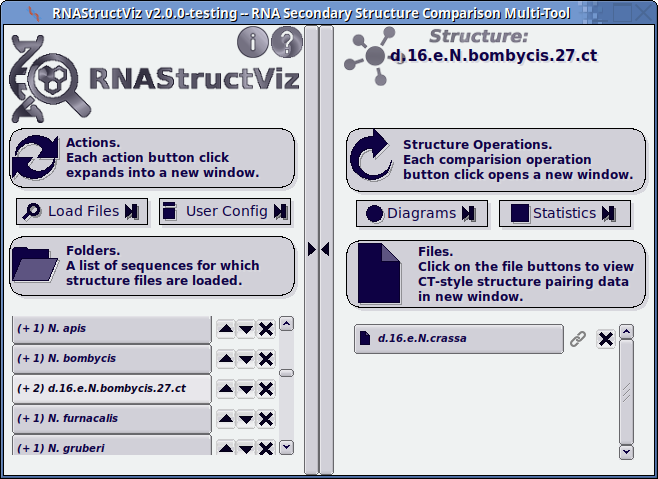 RNAStructViz v2.0.0-testing -- RNA Secondary Structure Comparison Multi-Tool
i ?
RNAStructViz
Actions.
Each action button click
expands into a new window.
Load Files
User Config
Folders.
A list of sequences for which
structure files are loaded.
(+ 1) N. apis
(+ 1) N. bombycis
(+ 2) d.16.e.N.bombycis.27.ct
(+ 1) N. furnacalis
(+ 1) N. gruberi
Structure:
d.16.e.N.bombycis.27.ct
Structure Operations.
Each comparision operation
button click opens a new window.
Diagrams
Statistics
Files.
Click on the file buttons to view
CT-style structure pairing data
in new window.
d.16.e.N.crassa